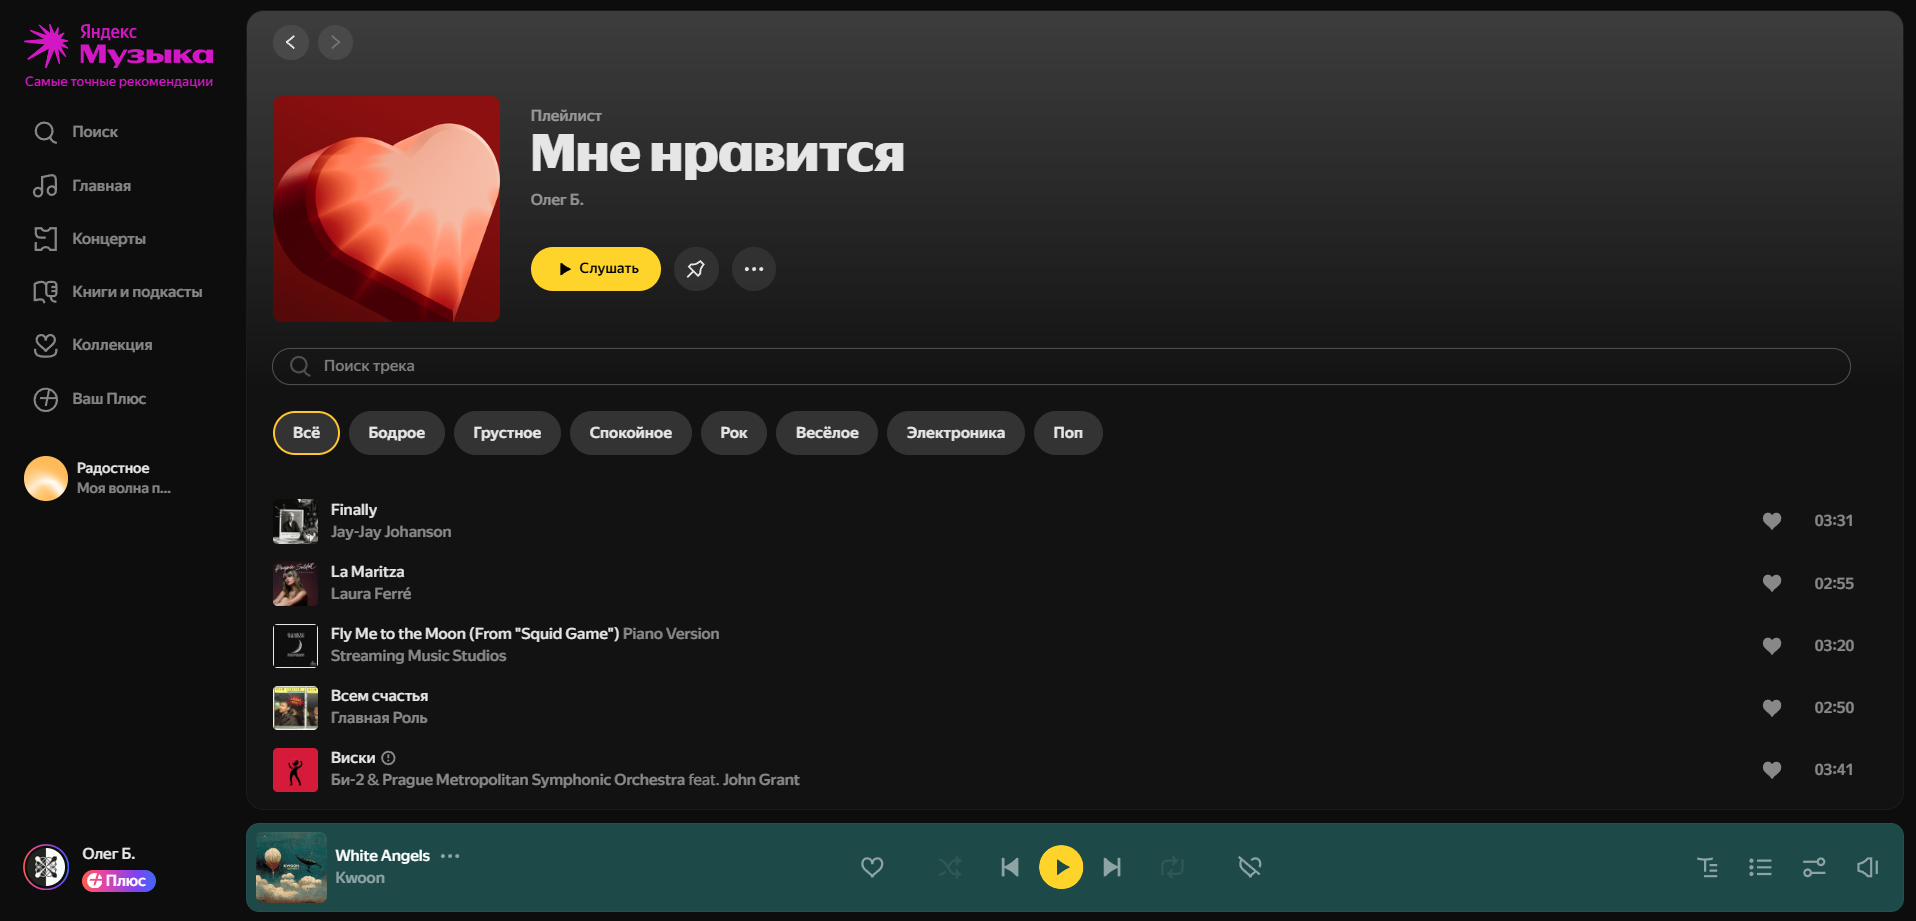 Яндекс
Музыка
Самые точные рекомендации
Поиск
Главная
Концерты
Книги и подкасты
Коллекция
Ваш Плюс
Радостное
Моя волна п...
Олег Б.
Плюс
Плейлист
Мне нравится
Олег Б.
Слушать
Поиск трека
Всё Бодрое Грустное Спокойное Рок Весёлое Электроника Поп
Finally
Jay-Jay Johanson
03:31
La Maritza
Laura Ferré
02:55
Fly Me to the Moon (From "Squid Game") Piano Version
Streaming Music Studios
03:20
Всем счастья
Главная Роль
02:50
Виски
Би-2 & Prague Metropolitan Symphonic Orchestra feat. John Grant
03:41
White Angels
Kwoon